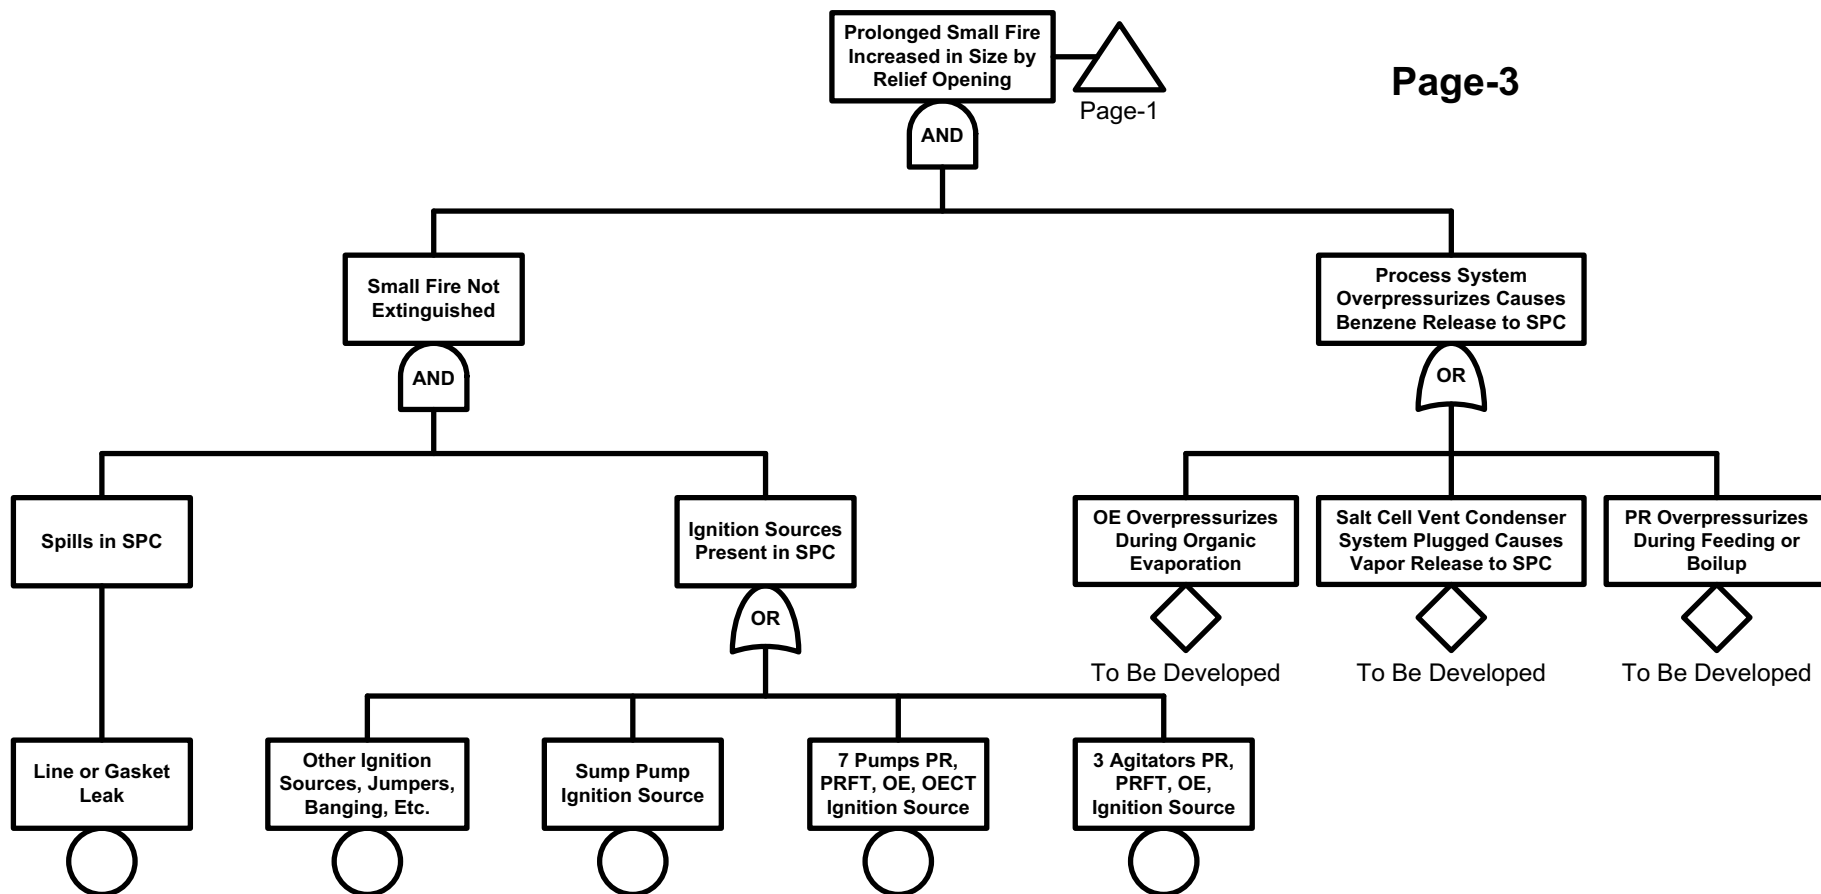 Prolonged Small Fire
Increased in Size by
Relief Opening
Page-1
Page-3
AND
Small Fire Not
Extinguished
Process System
Overpressurizes Causes
Benzene Release to SPC
AND
OR
Spills in SPC
Ignition Sources
Present in SPC
OE Overpressurizes
During Organic
Evaporation
Salt Cell Vent Condenser
System Plugged Causes
Vapor Release to SPC
PR Overpressurizes
During Feeding or
Boilup
OR
To Be Developed
To Be Developed
To Be Developed
Line or Gasket
Leak
Other Ignition
Sources, Jumpers,
Banging, Etc.
Sump Pump
Ignition Source
7 Pumps PR,
PRFT, OE, OECT
Ignition Source
3 Agitators PR,
PRFT, OE,
Ignition Source